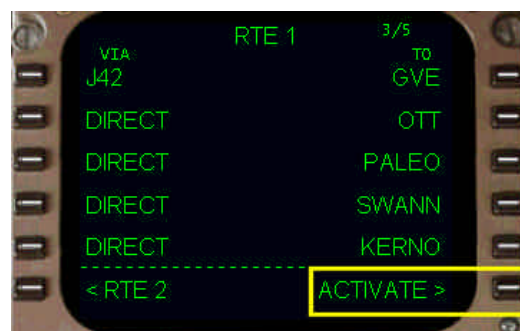 RTE 1 3/5
VIA TO
J42 GVE
DIRECT OTT
DIRECT PALEO
DIRECT SWANN
DIRECT KERNO
< RTE 2 ACTIVATE >